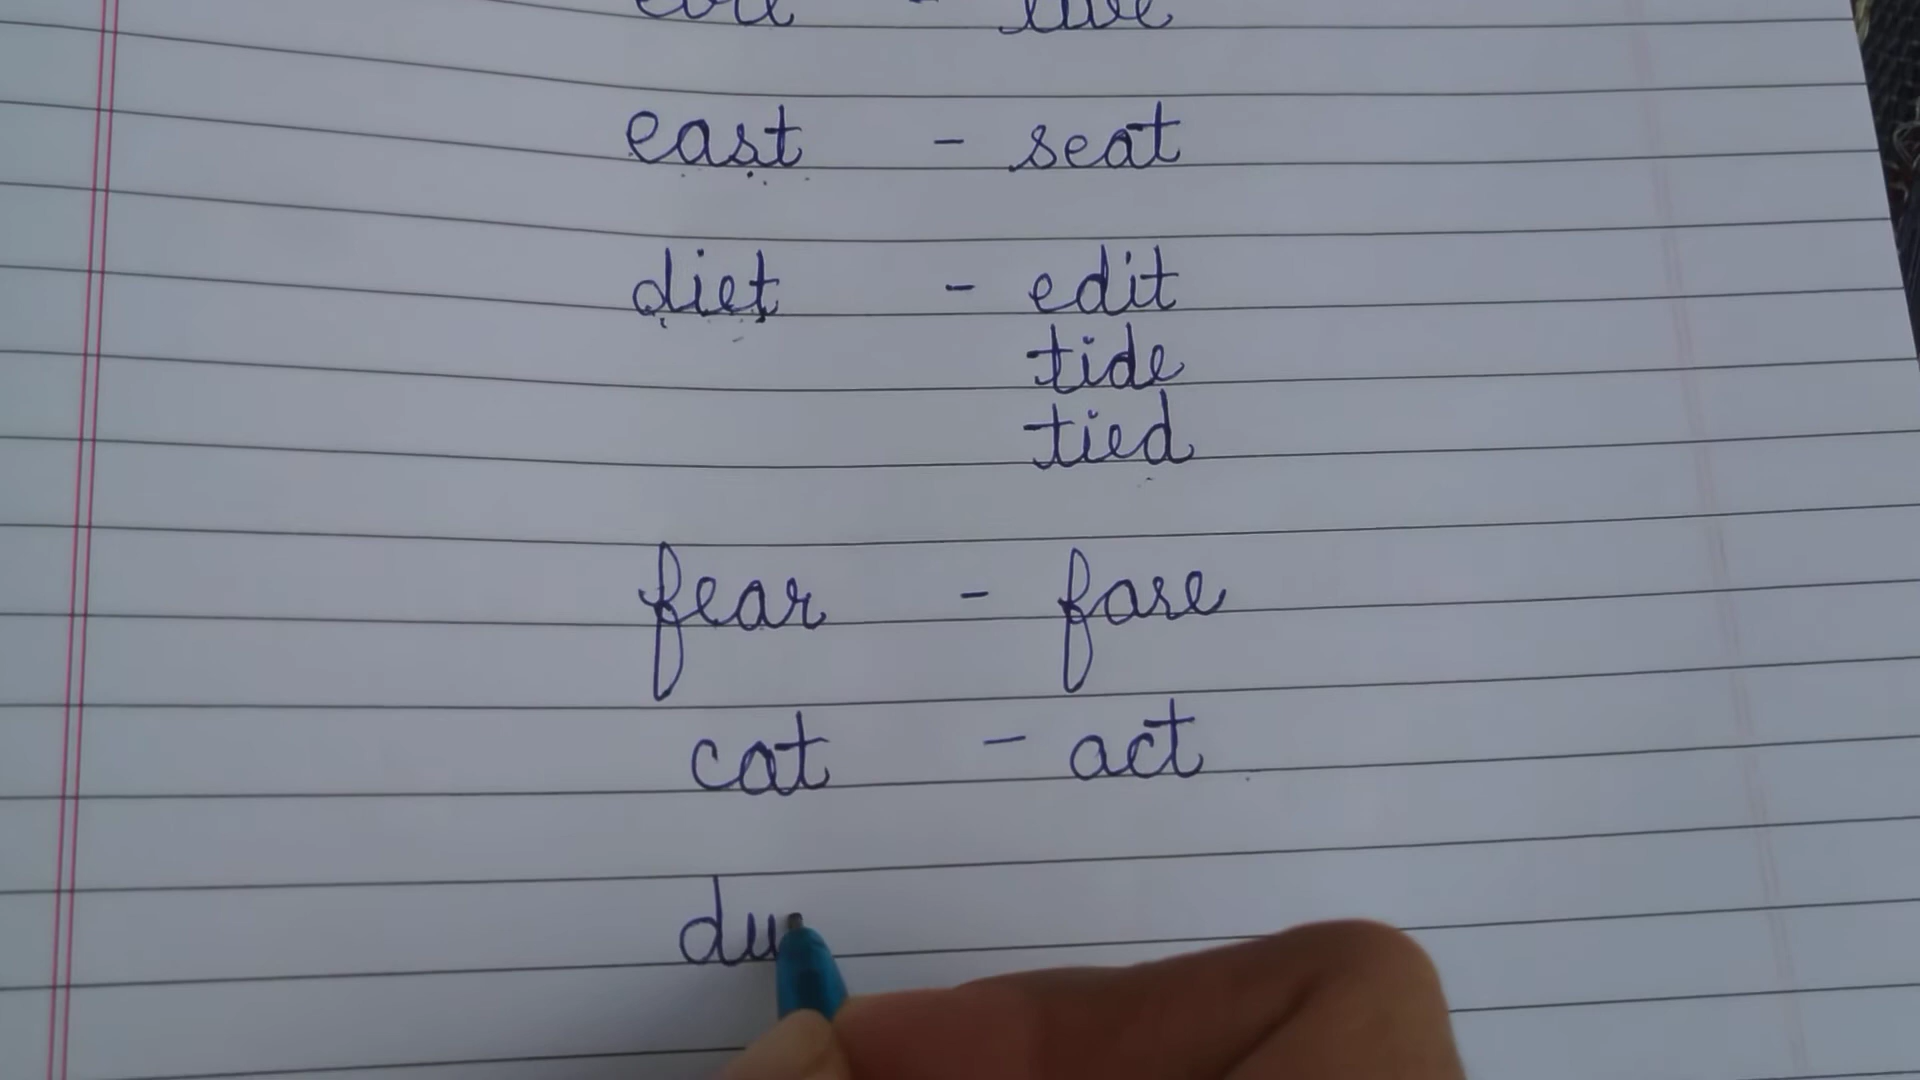 east - seat
diet - edit
tide
tied
fear - fare
cat - act
du